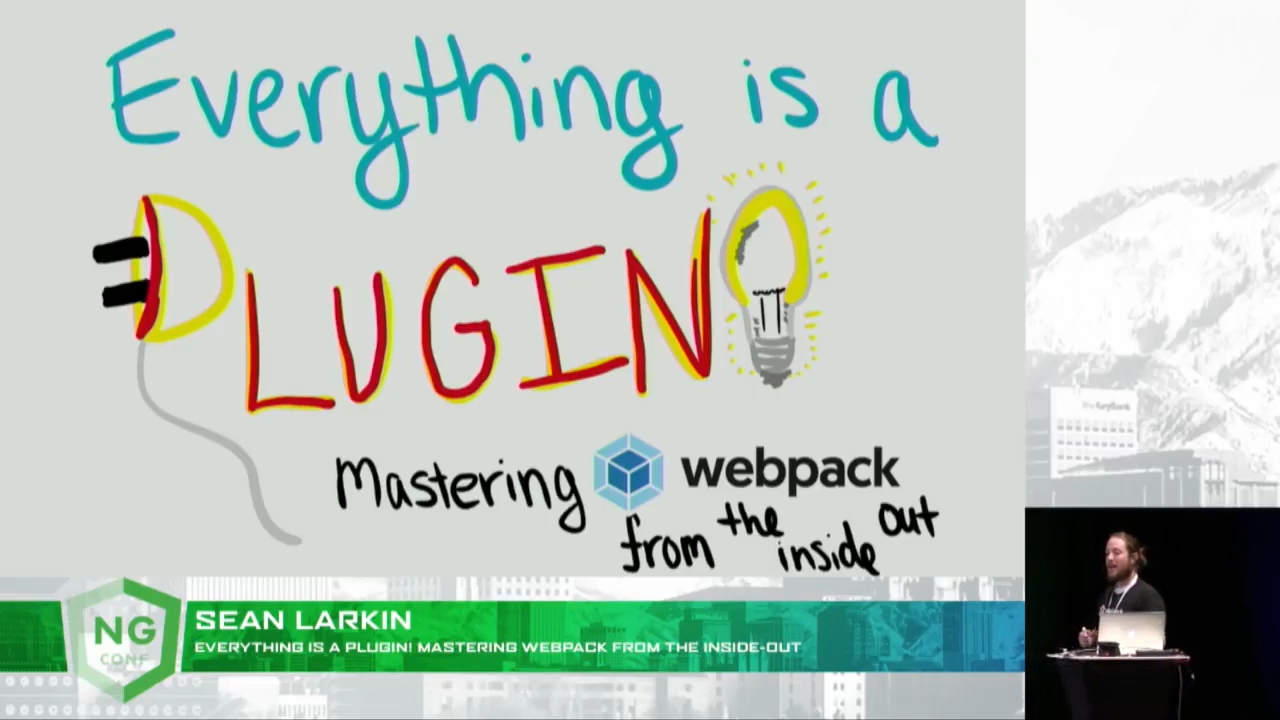 Everything is a
PLUGIN
Mastering webpack
from the inside out
NG
CONF
SEAN LARKIN
EVERYTHING IS A PLUGIN! MASTERING WEBPACK FROM THE INSIDE-OUT
KeyBank